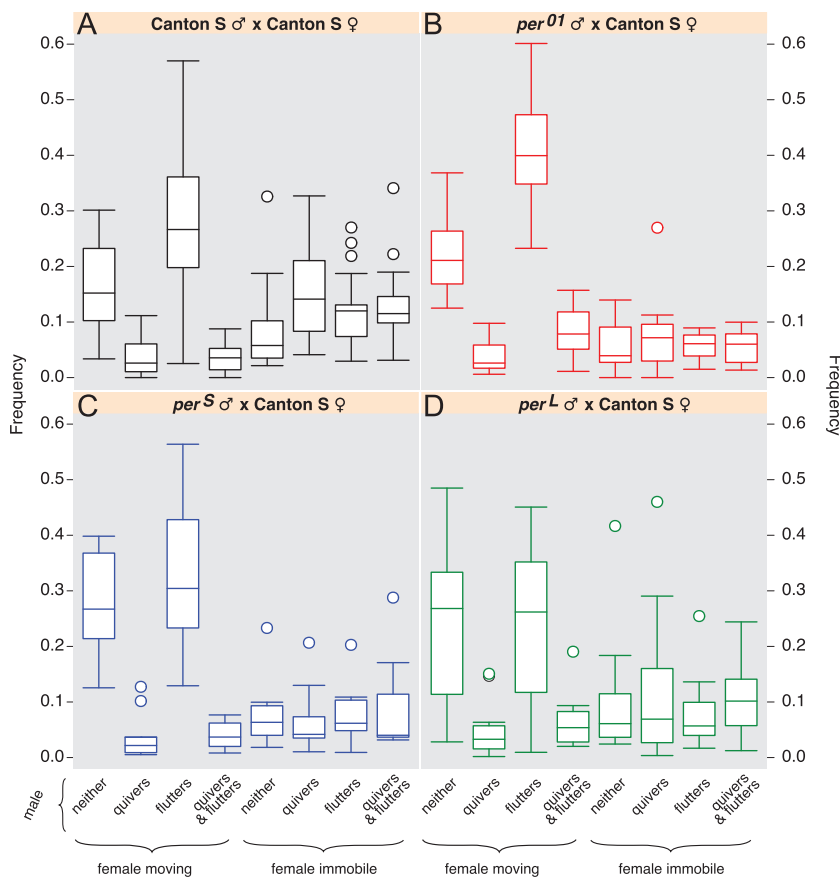 A Canton S ♂ x Canton S ♀
B per01 ♂ x Canton S ♀
0.6
0.5
0.4
0.3
0.2
0.1
0.0
Frequency
0.6
0.5
0.4
0.3
0.2
0.1
0.0
Frequency
C perS ♂ x Canton S ♀
D perL ♂ x Canton S ♀
0.6
0.5
0.4
0.3
0.2
0.1
0.0
0.6
0.5
0.4
0.3
0.2
0.1
0.0
male
neither
quivers
flutters
quivers
& flutters
neither
quivers
flutters
quivers
& flutters
neither
quivers
flutters
quivers
& flutters
neither
quivers
flutters
quivers
& flutters
female moving
female immobile
female moving
female immobile